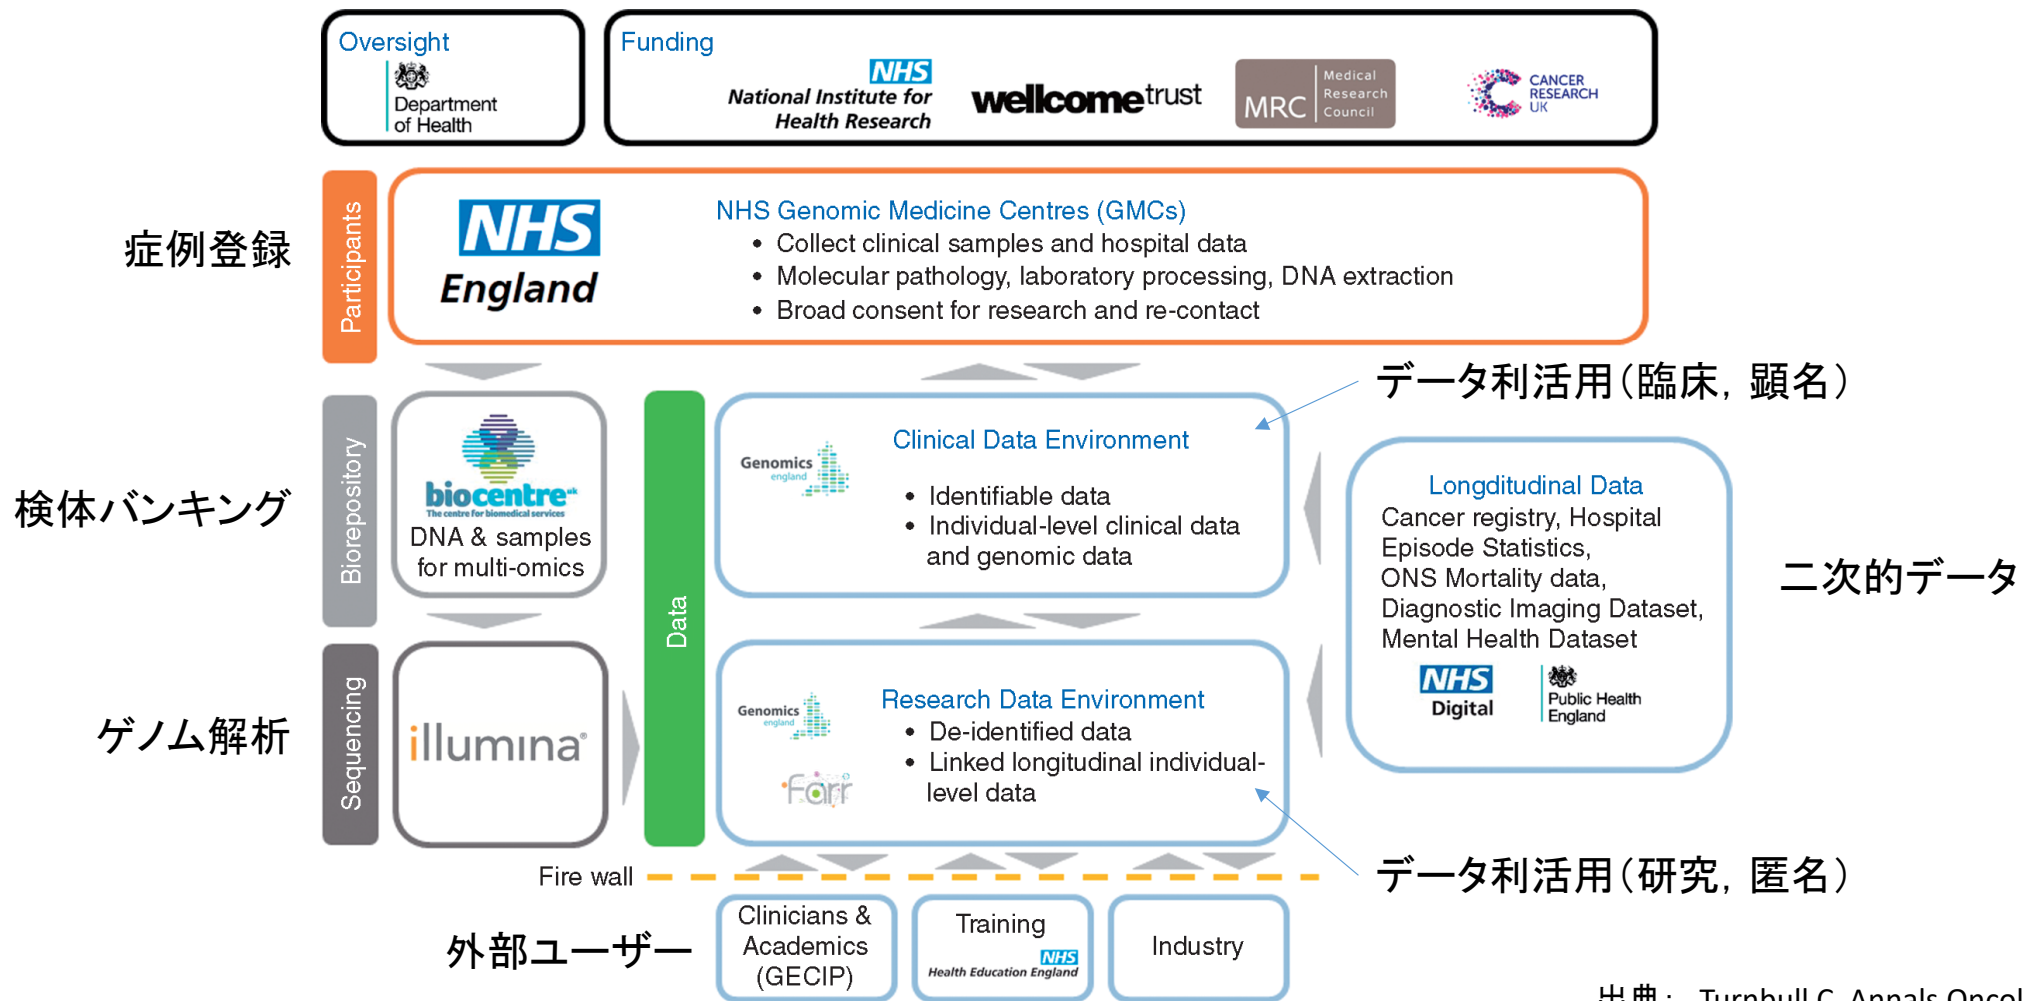 Oversight
Department
of Health
Funding
NHS
National Institute for
Health Research
wellcometrust
MRC
Medical
Research
Council
CANCER
RESEARCH
UK
症例登録
Participants
NHS
England
NHS Genomic Medicine Centres (GMCs)
• Collect clinical samples and hospital data
• Molecular pathology, laboratory processing, DNA extraction
• Broad consent for research and re-contact
データ利活用（臨床，顕名）
検体バンキング
Biorepository
biocentre uk
The centre for biomedical services
DNA & samples
for multi-omics
Data
Genomics
england
Clinical Data Environment
• Identifiable data
• Individual-level clinical data
and genomic data
Longditudinal Data
Cancer registry, Hospital
Episode Statistics,
ONS Mortality data,
Diagnostic Imaging Dataset,
Mental Health Dataset
NHS
Digital
Public Health
England
二次的データ
ゲノム解析
Sequencing
illumina®
Genomics
england
Farr
Research Data Environment
• De-identified data
• Linked longitudinal individual-
level data
データ利活用（研究，匿名）
Fire wall
外部ユーザー
Clinicians &
Academics
(GECIP)
Training
NHS
Health Education England
Industry
出典： Turnbull C, Annals Oncol